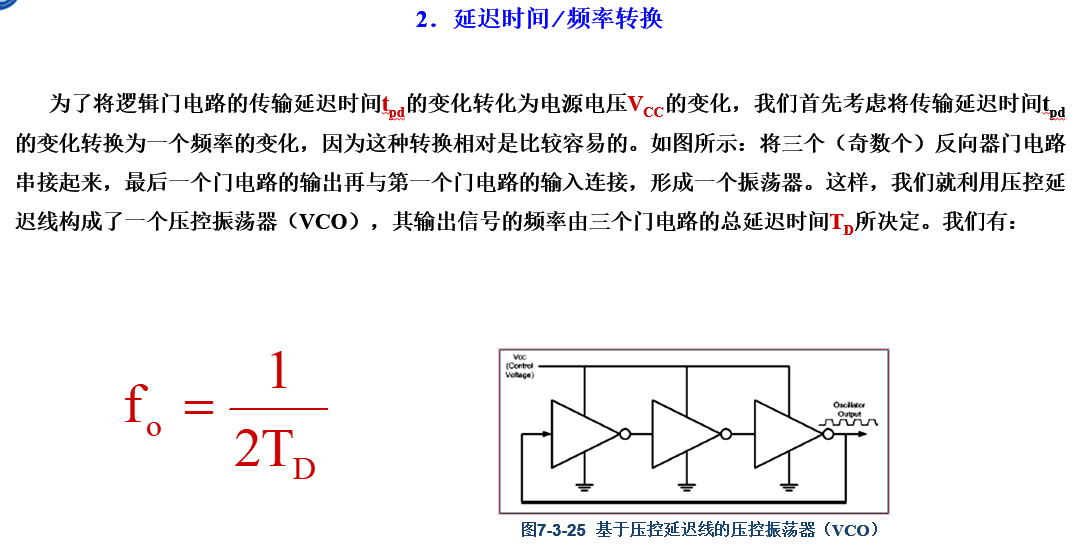 2．延迟时间/频率转换
为了将逻辑门电路的传输延迟时间tpd的变化转化为电源电压VCC的变化，我们首先考虑将传输延迟时间tpd
的变化转换为一个频率的变化，因为这种转换相对是比较容易的。如图所示：将三个（奇数个）反向器门电路
串接起来，最后一个门电路的输出再与第一个门电路的输入连接，形成一个振荡器。这样，我们就利用压控延
迟线构成了一个压控振荡器（VCO），其输出信号的频率由三个门电路的总延迟时间TD所决定。我们有：
fo = 1 / 2TD
Vcc
(Control
Voltage)
Oscillator
Output
图7-3-25 基于压控延迟线的压控振荡器（VCO）